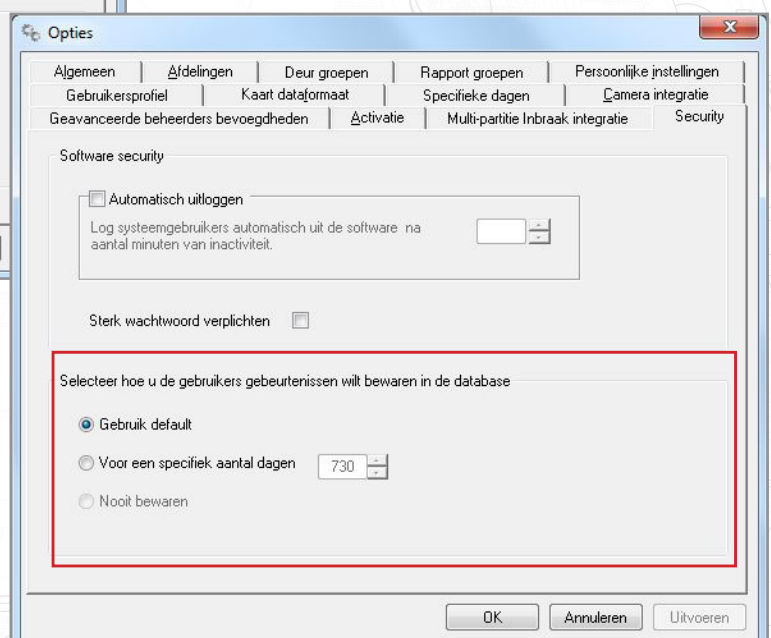 Opties
Algemeen Afdelingen Deur groepen Rapport groepen Persoonlijke instellingen
Gebruikersprofiel Kaart dataformaat Specifieke dagen Camera integratie
Geavanceerde beheerders bevoegdheden Activatie Multi-partitie Inbraak integratie Security
Software security
Automatisch uitloggen
Log systeemgebruikers automatisch uit de software na
aantal minuten van inactiviteit.
Sterk wachtwoord verplichten
Selecteer hoe u de gebruikers gebeurtenissen wilt bewaren in de database
Gebruik default
Voor een specifiek aantal dagen 730
Nooit bewaren
OK Annuleren Uitvoeren